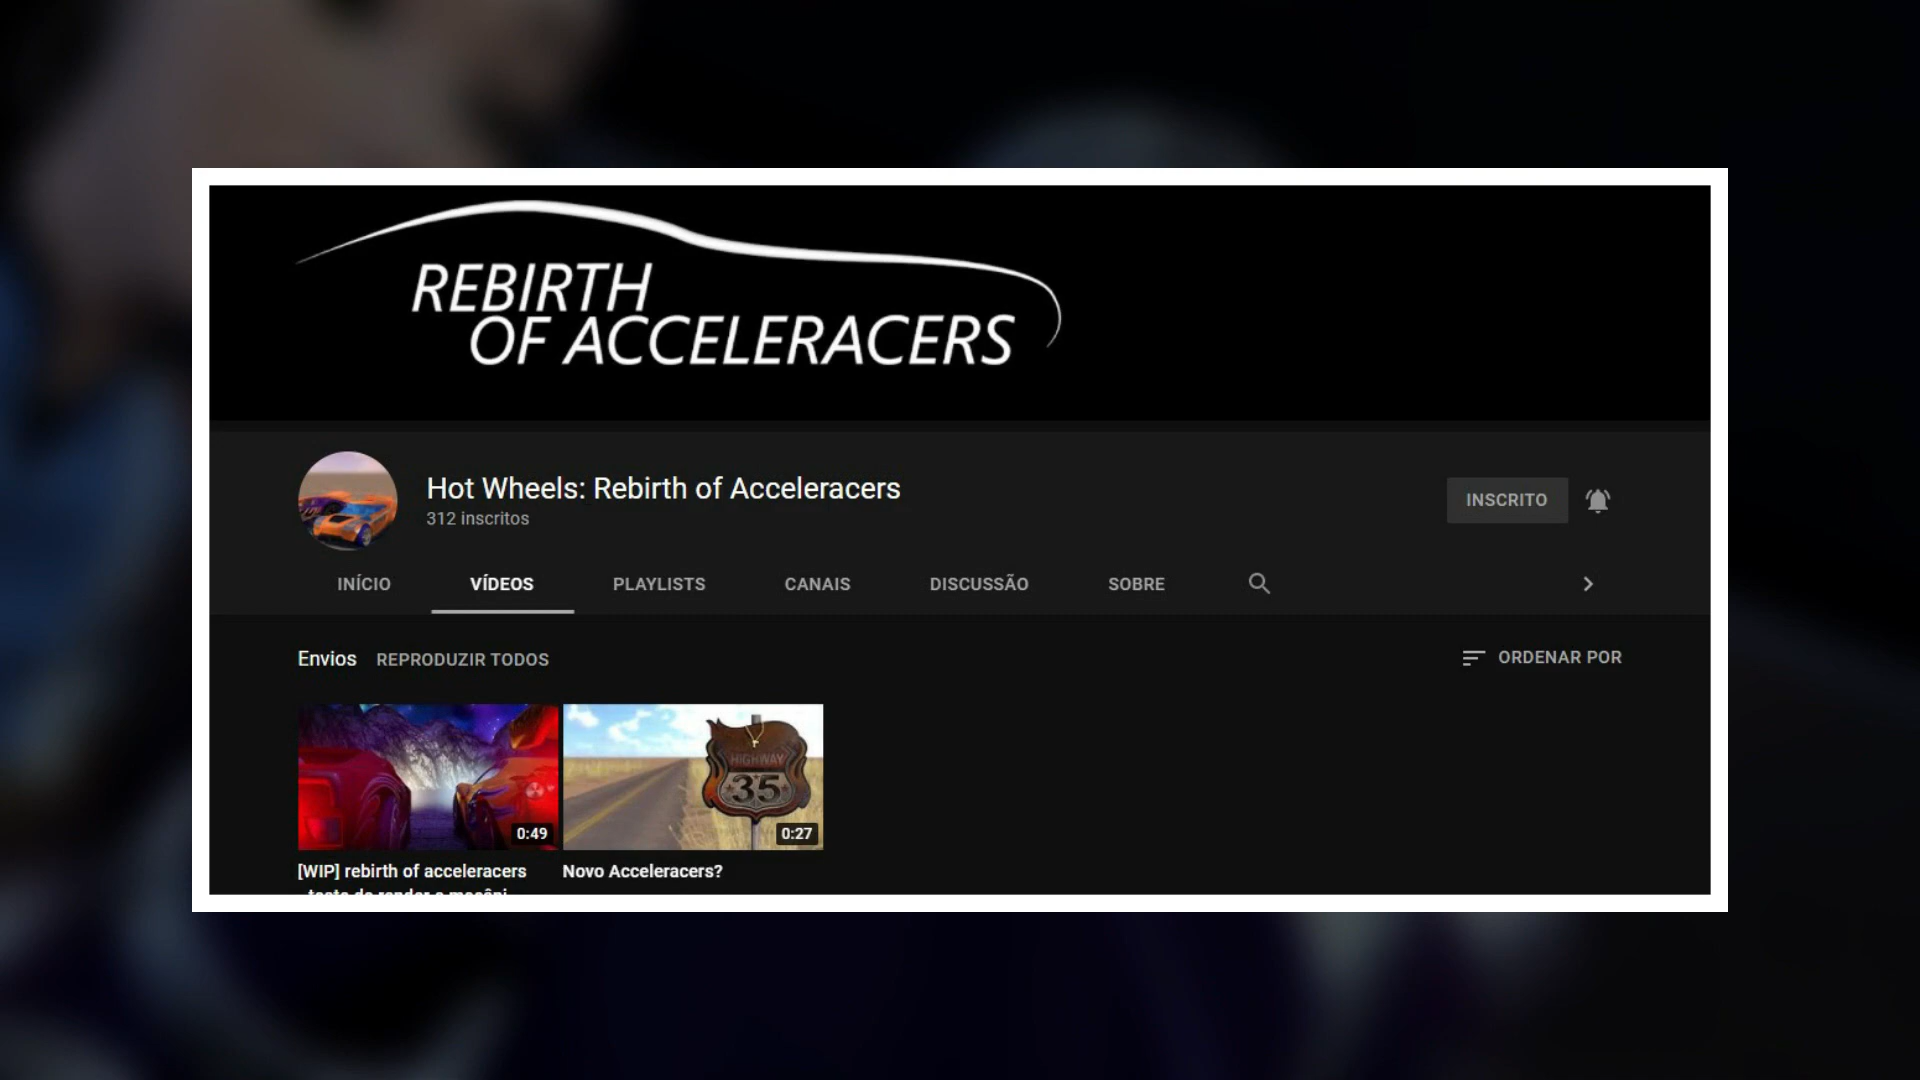 REBIRTH
OF ACCELERACERS
Hot Wheels: Rebirth of Acceleracers
312 inscritos
INSCRITO
INÍCIO VÍDEOS PLAYLISTS CANAIS DISCUSSÃO SOBRE
Envios REPRODUZIR TODOS
ORDENAR POR
HIGHWAY
35
0:49
0:27
[WIP] rebirth of acceleracers
Novo Acceleracers?